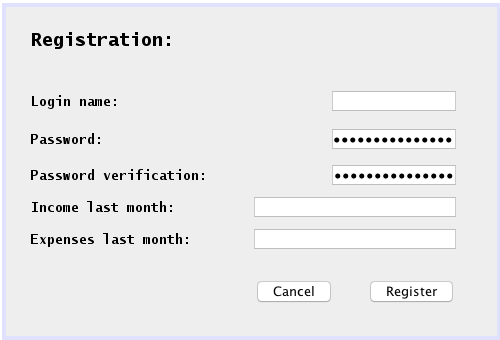 Registration:
Login name:
Password: •••••••••••••••
Password verification: •••••••••••••••
Income last month:
Expenses last month:
Cancel Register